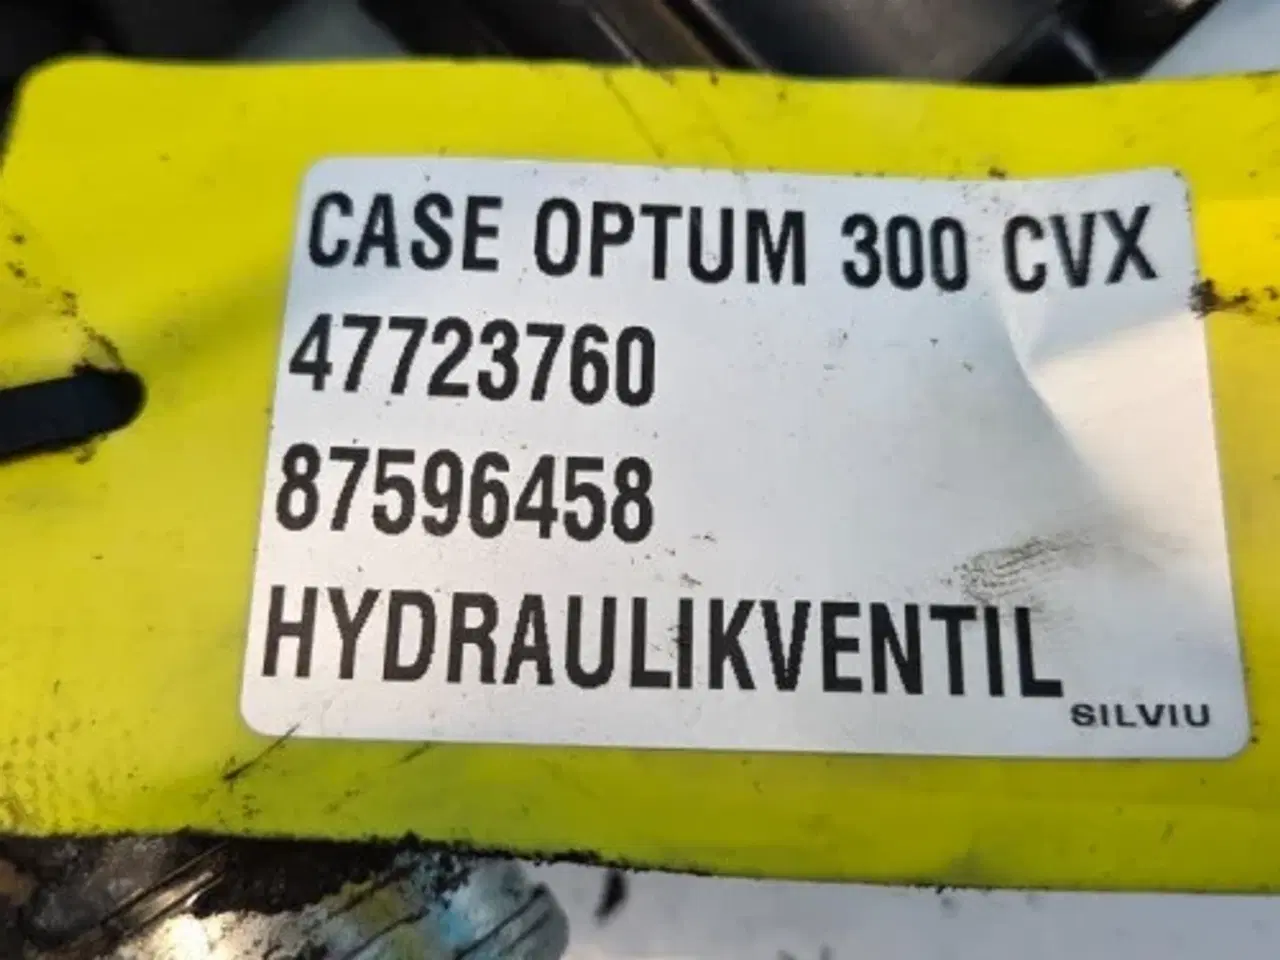 CASE OPTUM 300 CVX
47723760
87596458
HYDRAULIKVENTIL
SILVIU